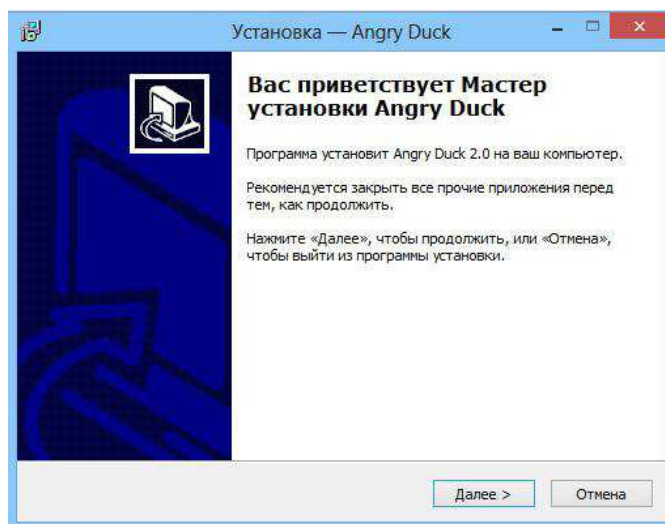 Установка — Angry Duck
Вас приветствует Мастер
установки Angry Duck
Программа установит Angry Duck 2.0 на ваш компьютер.
Рекомендуется закрыть все прочие приложения перед
тем, как продолжить.
Нажмите «Далее», чтобы продолжить, или «Отмена»,
чтобы выйти из программы установки.
Далее >
Отмена